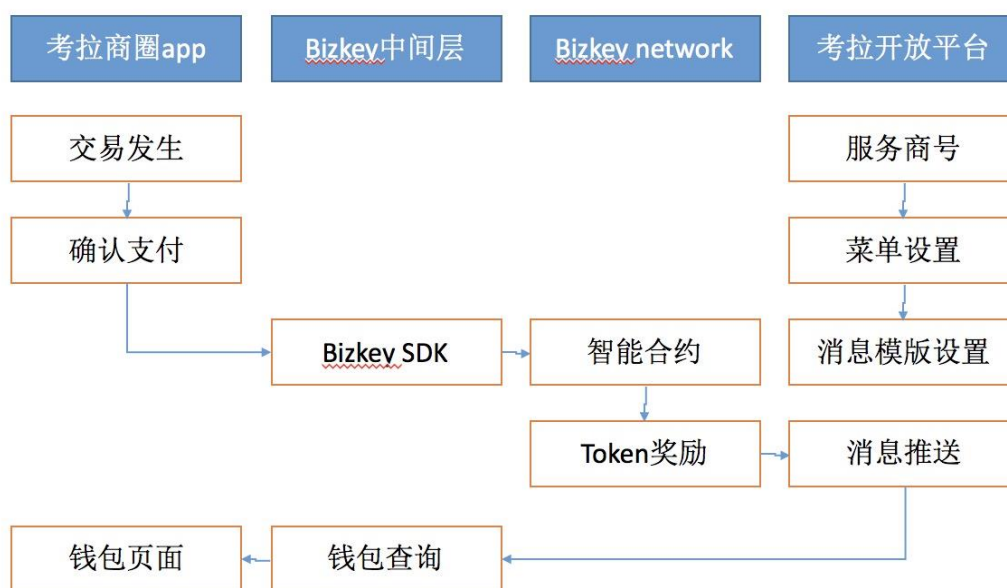 考拉商圈app
Bizkey中间层
Bizkey network
考拉开放平台
交易发生
服务商号
确认支付
菜单设置
Bizkey SDK
智能合约
消息模版设置
Token奖励
消息推送
钱包页面
钱包查询